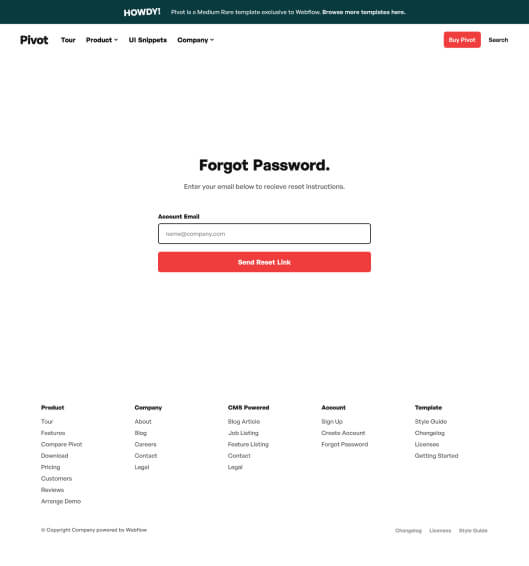 HOWDY! Pivot is a Medium Rare template exclusive to Webflow. Browse more templates here.
Pivot Tour Product UI Snippets Company Buy Pivot Search
Forgot Password.
Enter your email below to recieve reset instructions.
Account Email
name@company.com
Send Reset Link
Product
Tour
Features
Compare Pivot
Download
Pricing
Customers
Reviews
Arrange Demo
Company
About
Blog
Careers
Contact
Legal
CMS Powered
Blog Article
Job Listing
Feature Listing
Contact
Legal
Account
Sign Up
Create Account
Forgot Password
Template
Style Guide
Changelog
Licenses
Getting Started
© Copyright Company powered by Webflow
Changelog Licenses Style Guide